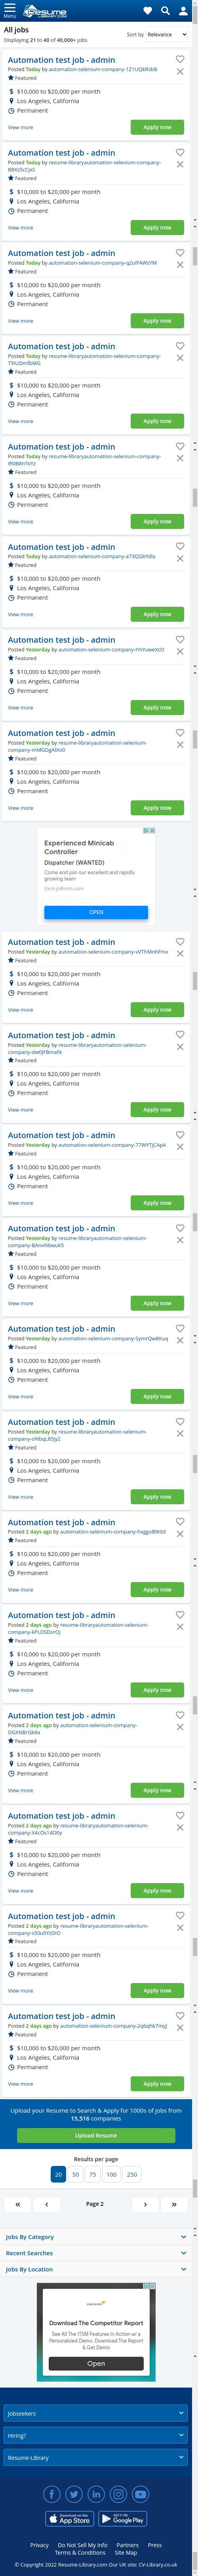 Menu
Resume
LIBRARY.COM
All jobs
Displaying 21 to 40 of 40,000+ jobs
Sort by Relevance
Automation test job - admin
Posted Today by automation-selenium-company-1Z1UQkRsbB
Featured
$10,000 to $20,000 per month
Los Angeles, California
Permanent
View more
Apply now
Automation test job - admin
Posted Today by resume-libraryautomation-selenium-
Featured
$10,000 to $20,000 per month
Los Angeles, California
Permanent
View more
Apply now
Automation test job - admin
Posted Today by automation-selenium-company-q2oIFAWsYM
Featured
$10,000 to $20,000 per month
Los Angeles, California
Permanent
View more
Apply now
Automation test job - admin
Posted Today by resume-libraryautomation-selenium-company-
Featured
$10,000 to $20,000 per month
Los Angeles, California
Permanent
View more
Apply now
Automation test job - admin
Posted Today by resume-libraryautomation-selenium-company-
Featured
$10,000 to $20,000 per month
Los Angeles, California
Permanent
View more
Apply now
Automation test job - admin
Posted Today by automation-selenium-company-a73QGbYdla
Featured
$10,000 to $20,000 per month
Los Angeles, California
Permanent
View more
Apply now
Automation test job - admin
Posted Yesterday by automation-selenium-company-IYsYuweXcO
Featured
$10,000 to $20,000 per month
Los Angeles, California
Permanent
View more
Apply now
Automation test job - admin
Posted Yesterday by resume-libraryautomation-selenium-
company-mMGDgAlXo0
Featured
$10,000 to $20,000 per month
Los Angeles, California
Permanent
View more
Apply now
Experienced Minicab
Controller
Dispatcher (WANTED)
Come and join our excellent and rapidly
growing team
form.jotform.com
OPEN
Automation test job - admin
Posted Yesterday by automation-selenium-company-vVThMnhFmx
Featured
$10,000 to $20,000 per month
Los Angeles, California
Permanent
View more
Apply now
Automation test job - admin
Posted Yesterday by resume-libraryautomation-selenium-
company-dw0JFBmaf4
Featured
$10,000 to $20,000 per month
Los Angeles, California
Permanent
View more
Apply now
Automation test job - admin
Posted Yesterday by automation-selenium-company-77WYTjCApA
Featured
$10,000 to $20,000 per month
Los Angeles, California
Permanent
View more
Apply now
Automation test job - admin
Posted Yesterday by resume-libraryautomation-selenium-
company-BAnxNbwuk5
Featured
$10,000 to $20,000 per month
Los Angeles, California
Permanent
View more
Apply now
Automation test job - admin
Posted Yesterday by automation-selenium-company-SymrQw8Kuq
Featured
$10,000 to $20,000 per month
Los Angeles, California
Permanent
View more
Apply now
Automation test job - admin
Posted Yesterday by resume-libraryautomation-selenium-
company-oNbqL85Jy2
Featured
$10,000 to $20,000 per month
Los Angeles, California
Permanent
View more
Apply now
Automation test job - admin
Posted 2 days ago by automation-selenium-company-hxggoBK6il
Featured
$10,000 to $20,000 per month
Los Angeles, California
Permanent
View more
Apply now
Automation test job - admin
Posted 2 days ago by resume-libraryautomation-selenium-
company-kPLDSDsrOj
Featured
$10,000 to $20,000 per month
Los Angeles, California
Permanent
View more
Apply now
Automation test job - admin
Posted 2 days ago by automation-selenium-company-
DGXNBrGk8a
Featured
$10,000 to $20,000 per month
Los Angeles, California
Permanent
View more
Apply now
Automation test job - admin
Posted 2 days ago by resume-libraryautomation-selenium-
company-X4cOs14D0y
Featured
$10,000 to $20,000 per month
Los Angeles, California
Permanent
View more
Apply now
Automation test job - admin
Posted 2 days ago by resume-libraryautomation-selenium-
company-s50u0YzDIO
Featured
$10,000 to $20,000 per month
Los Angeles, California
Permanent
View more
Apply now
Automation test job - admin
Posted 2 days ago by automation-selenium-company-2q6qhk7myJ
Featured
$10,000 to $20,000 per month
Los Angeles, California
Permanent
View more
Apply now
Upload your Resume to Search & Apply for 1000s of jobs from
15,516 companies
Upload Resume
Results per page
20 50 75 100 250
« ‹ Page 2 › »
Jobs By Category
Recent Searches
Jobs By Location
Download The Competitor Report
See All The ITSM Features In Action w/ a
Personalized Demo. Download The Report
& Get Demo
Open
Jobseekers
Hiring?
Resume-Library
Download on the App Store
GET IT ON Google Play
Privacy Do Not Sell My Info Partners Press
Terms & Conditions Site Map
© Copyright 2022 Resume-Library.com Our UK site: CV-Library.co.uk